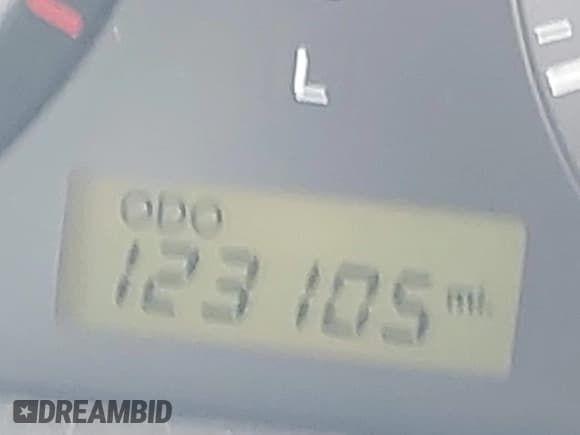 L
ODO
123105 mi.
DREAMBID